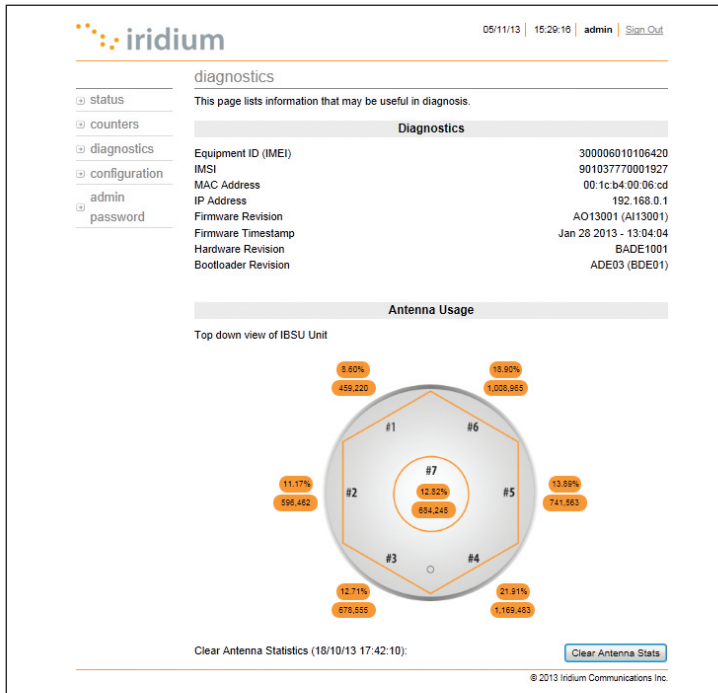 iridium
05/11/13 15:29:16 admin Sign Out
diagnostics
status
counters
diagnostics
configuration
admin
password
This page lists information that may be useful in diagnosis.
Diagnostics
Equipment ID (IMEI) 300006010106420
IMSI 901037770001927
MAC Address 00:1c:b4:00:06:cd
IP Address 192.168.0.1
Firmware Revision AO13001 (AI13001)
Firmware Timestamp Jan 28 2013 - 13:04:04
Hardware Revision BADE1001
Bootloader Revision ADE03 (BDE01)
Antenna Usage
Top down view of IBSU Unit
8.60% 18.90%
459,220 1,008,965
#1 #6
#7
11.17% 12.82% 13.89%
#2 #5
596,462 684,245 741,563
#3 #4
12.71% 21.91%
678,555 1,169,483
Clear Antenna Statistics (18/10/13 17:42:10): Clear Antenna Stats
© 2013 Iridium Communications Inc.